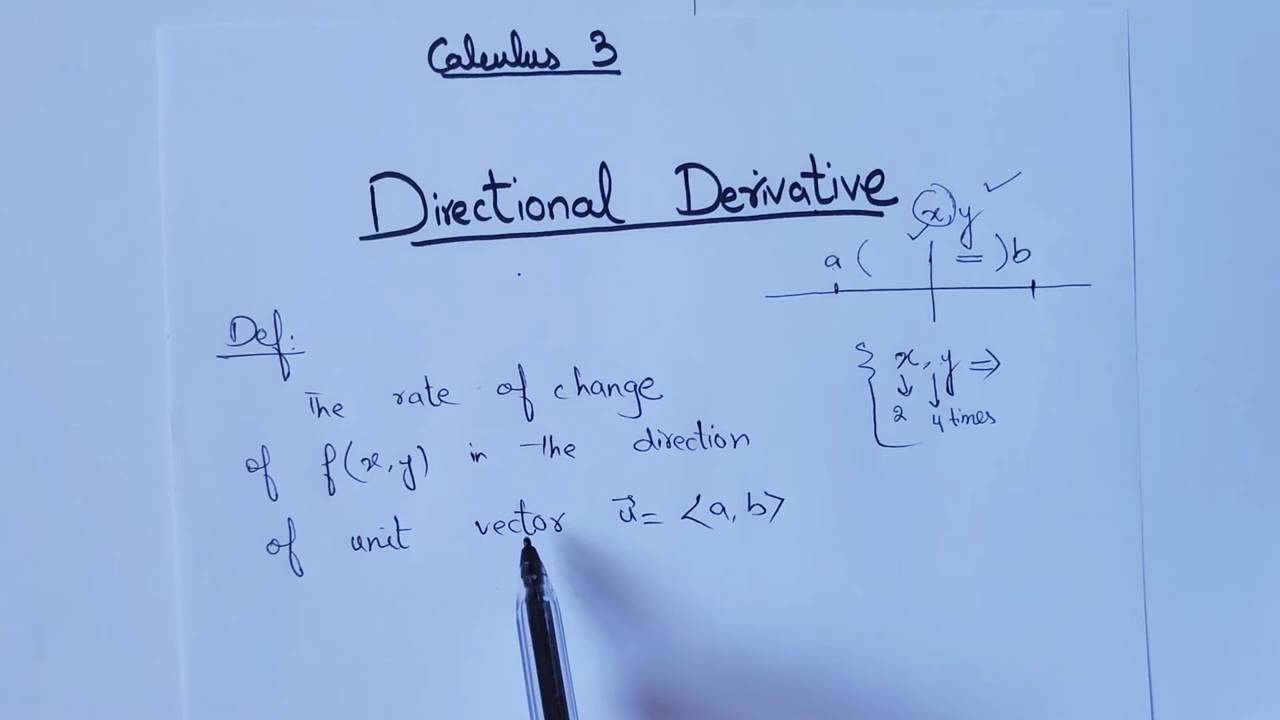 Calculus 3
Directional Derivative
x, y ✓
✓
a ( = ) b
Def:
The rate of change
of f(x, y) in the direction
of unit vector u⃗ = <a, b>
{ x, y ⇒
↓ ↓
2 4 times